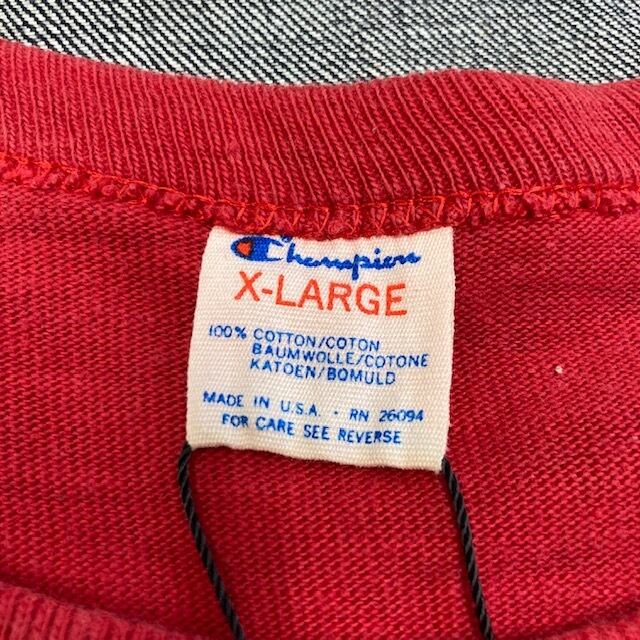 Champion
X-LARGE
100% COTTON/COTON
BAUMWOLLE/COTONE
KATOEN/BOMULD
MADE IN U.S.A. · RN 26094
FOR CARE SEE REVERSE